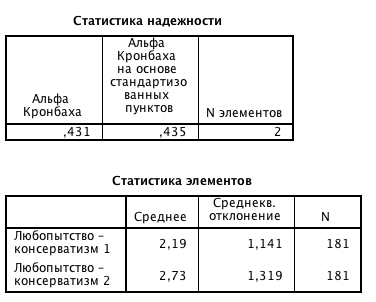 Статистика надежности
Альфа
Кронбаха
Альфа
Кронбаха
на основе
стандартизо
ванных
пунктов
N элементов
,431 ,435 2
Статистика элементов
Среднее
Среднекв.
отклонение
N
Любопытство –
консерватизм 1
2,19 1,141 181
Любопытство –
консерватизм 2
2,73 1,319 181